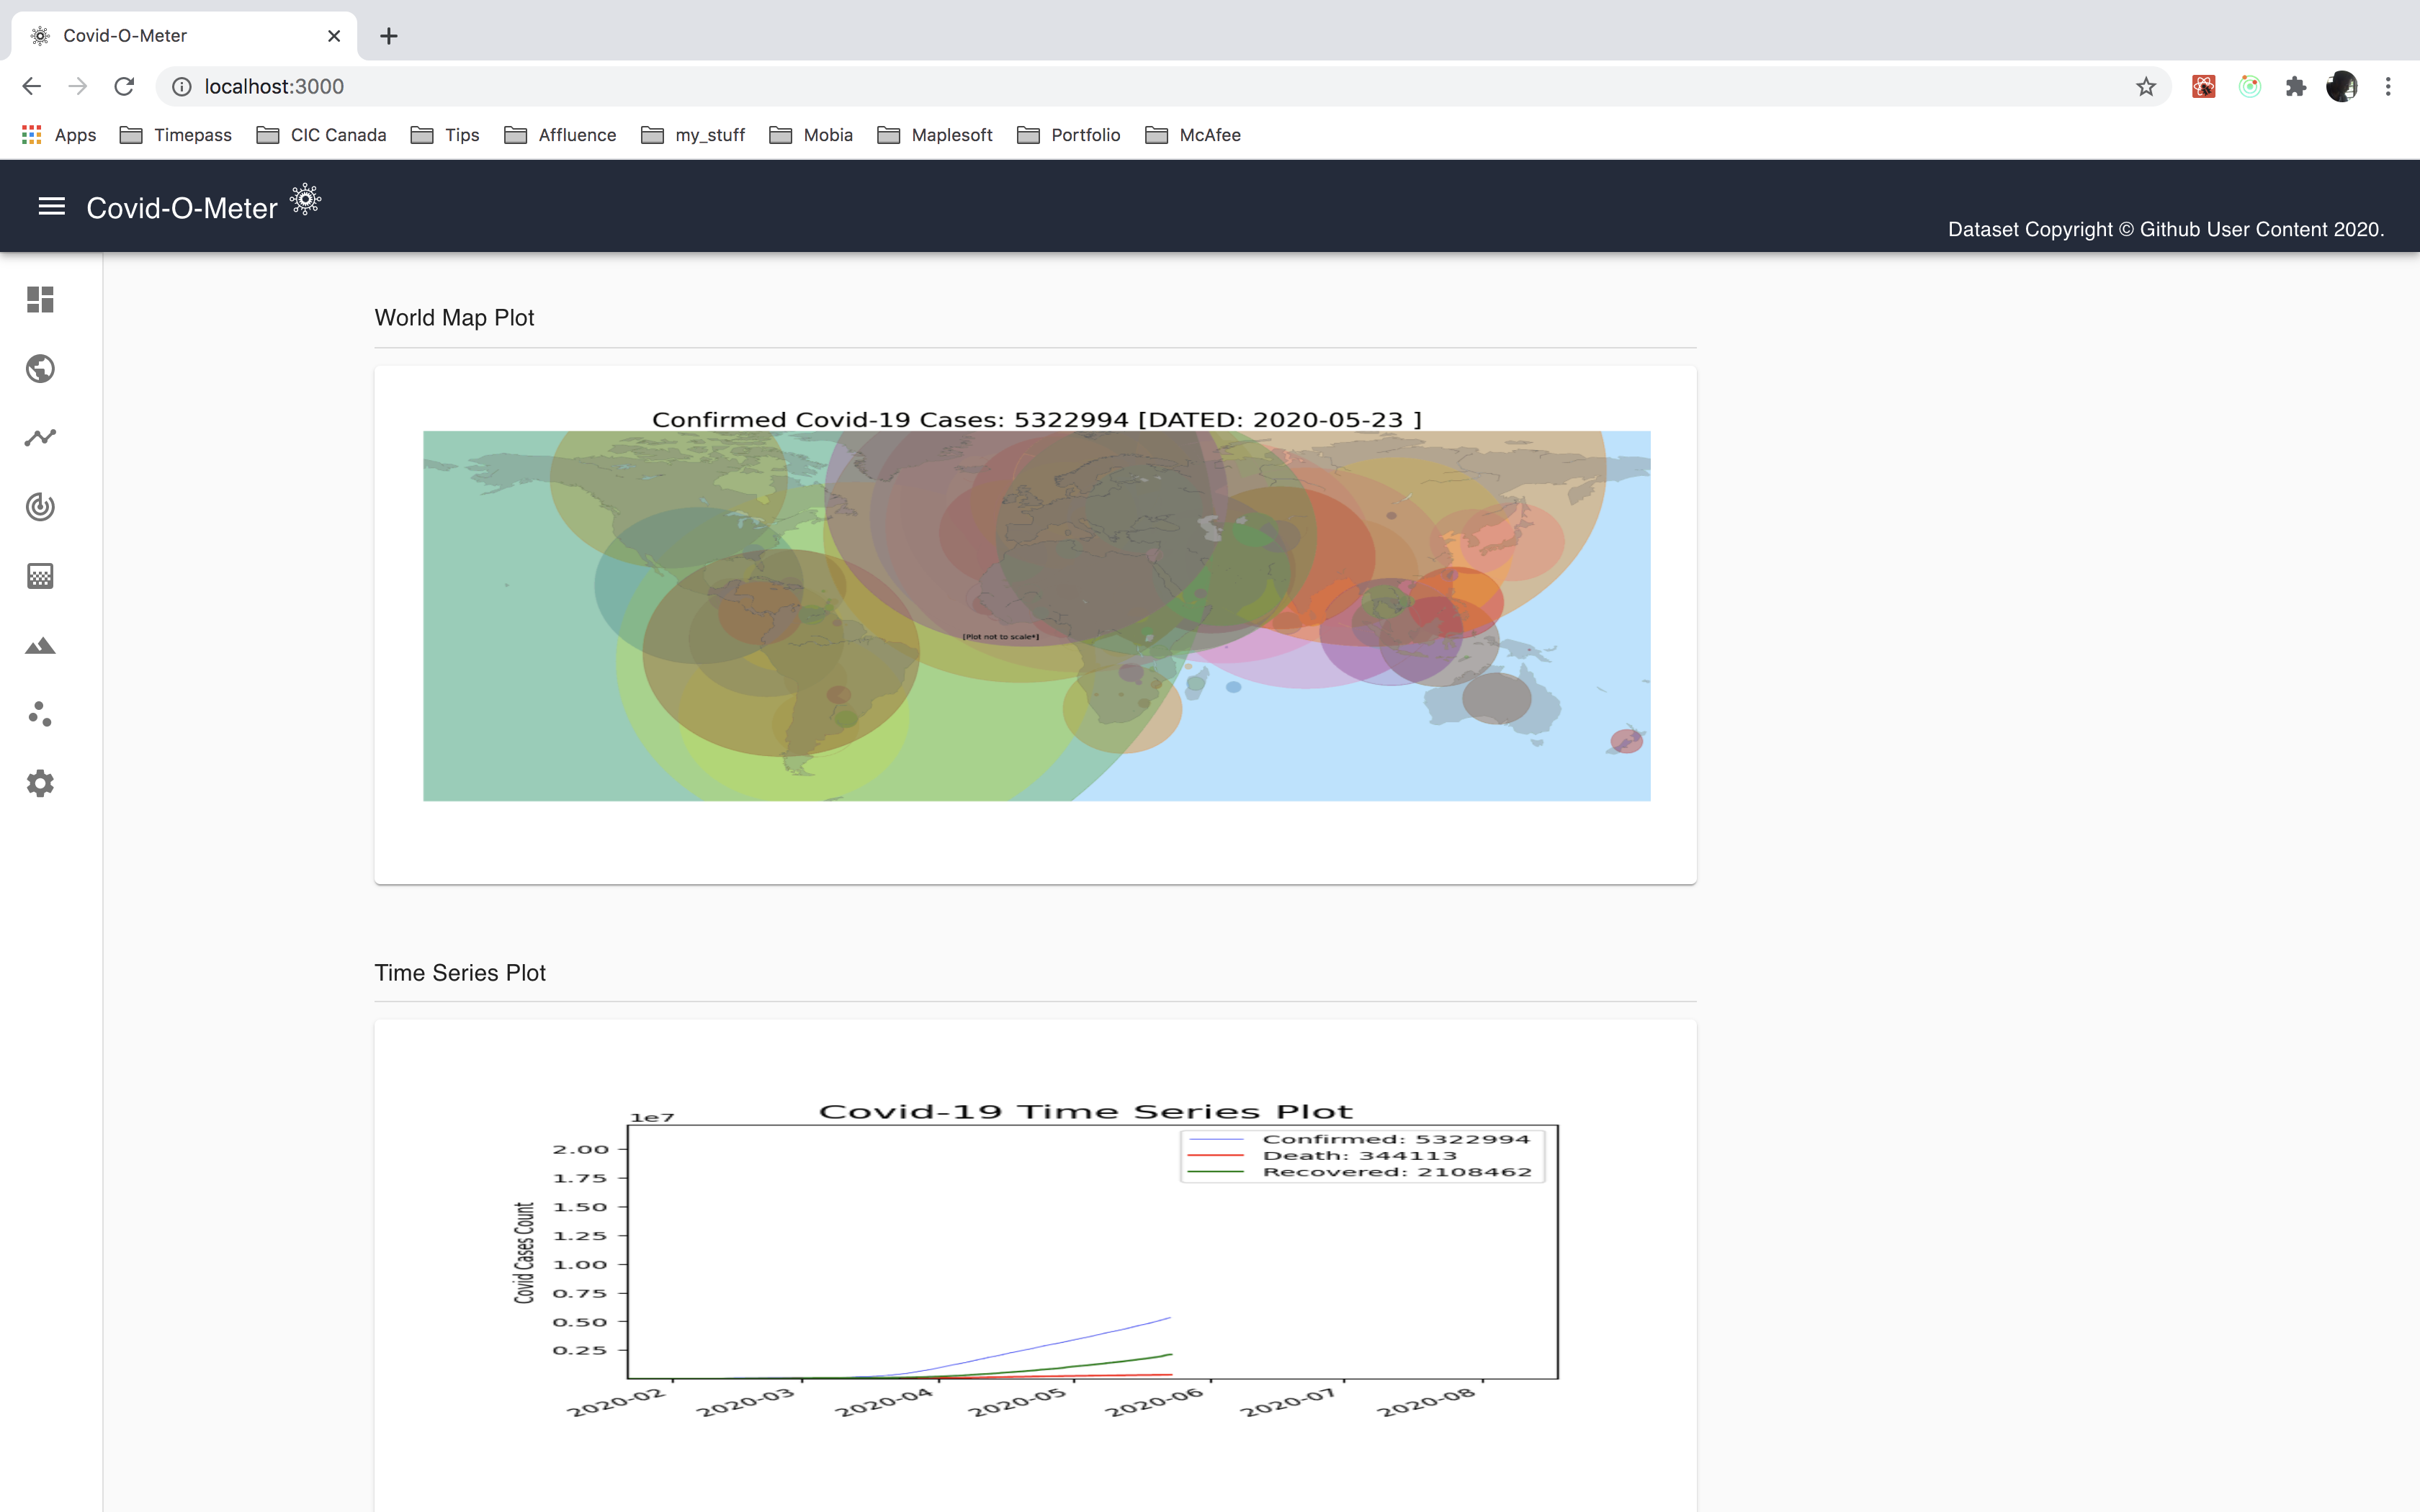 Covid-O-Meter
localhost:3000
Apps Timepass CIC Canada Tips Affluence my_stuff Mobia Maplesoft Portfolio McAfee
Covid-O-Meter
Dataset Copyright © Github User Content 2020.
World Map Plot
Confirmed Covid-19 Cases: 5322994 [DATED: 2020-05-23 ]
[Plot not to scale*]
Time Series Plot
Covid-19 Time Series Plot
1e7
Confirmed: 5322994
Death: 344113
Recovered: 2108462
2.00
1.75
1.50
1.25
1.00
0.75
0.50
0.25
Covid Cases Count
2020-02 2020-03 2020-04 2020-05 2020-06 2020-07 2020-08